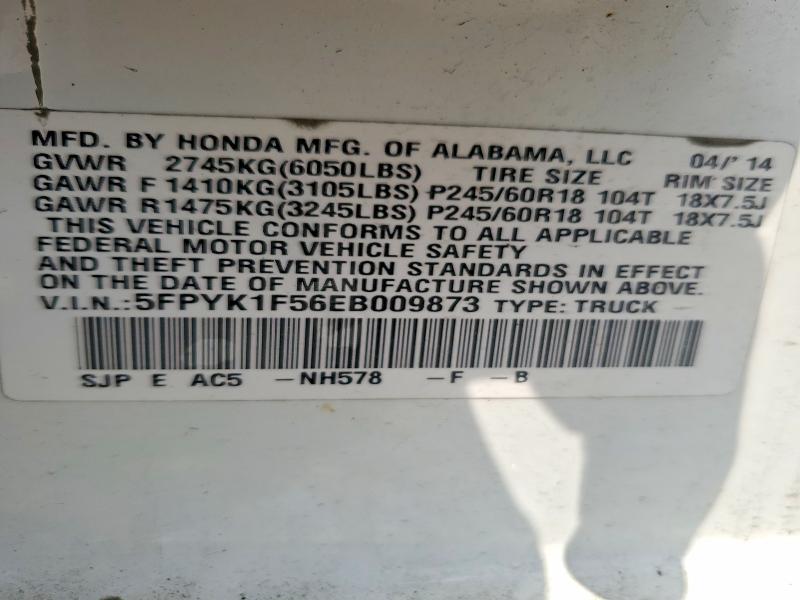 MFD. BY HONDA MFG. OF ALABAMA, LLC 04/'14
GVWR 2745KG(6050LBS) TIRE SIZE RIM SIZE
GAWR F1410KG(3105LBS) P245/60R18 104T 18X7.5J
GAWR R1475KG(3245LBS) P245/60R18 104T 18X7.5J
THIS VEHICLE CONFORMS TO ALL APPLICABLE
FEDERAL MOTOR VEHICLE SAFETY
AND THEFT PREVENTION STANDARDS IN EFFECT
ON THE DATE OF MANUFACTURE SHOWN ABOVE.
V.I.N.:5FPYK1F56EB009873 TYPE: TRUCK
SJP E AC5 -NH578 -F -B